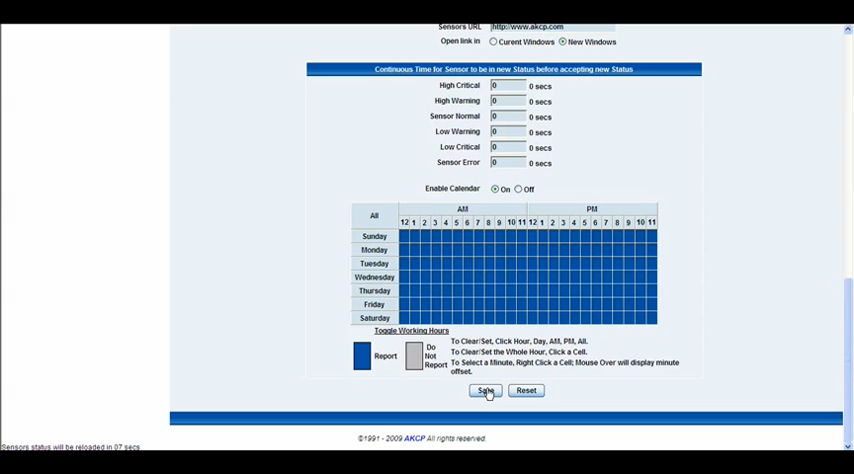 Sensors URL http://www.akcp.com
Open link in Curent Windows New Windows
Continuous Time for Sensor to be in new Status before accepting new Status
High Critical 0 0 secs
High Warning 0 0 secs
Sensor Normal 0 0 secs
Low Warning 0 0 secs
Low Critical 0 0 secs
Sensor Error 0 0 secs
Enable Calendar On Off
All AM PM
12 1 2 3 4 5 6 7 8 9 10 11 12 1 2 3 4 5 6 7 8 9 10 11
Sunday
Monday
Tuesday
Wednesday
Thursday
Friday
Saturday
Toggle Working Hours
Report
Do
Not
Report
To Clear/Set, Click Hour, Day, AM, PM, All.
To Clear/Set the Whole Hour, Click a Cell.
To Select a Minute, Right Click a Cell; Mouse Over will display minute
offset.
Save Reset
©1991 - 2009 AKCP All rights reserved.
Sensors status will be reloaded in 07 secs